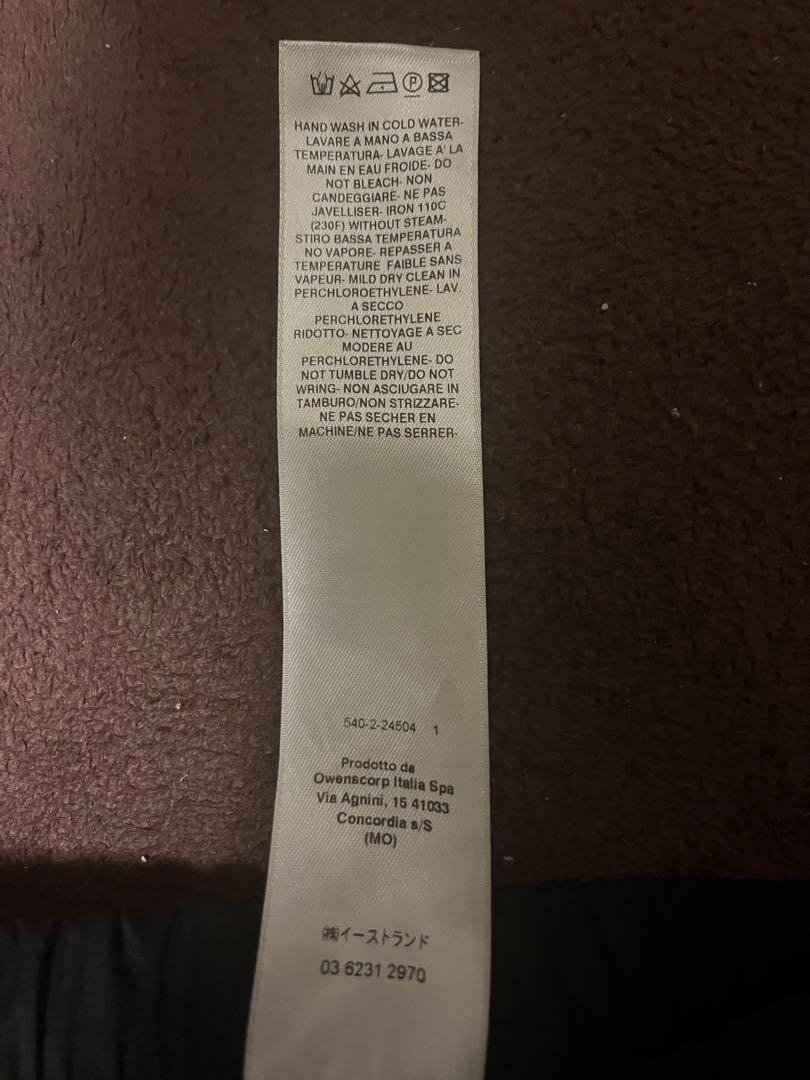 HAND WASH IN COLD WATER-
LAVARE A MANO A BASSA
TEMPERATURA- LAVAGE A' LA
MAIN EN EAU FROIDE- DO
NOT BLEACH- NON
CANDEGGIARE- NE PAS
JAVELLISER- IRON 110C
(230F) WITHOUT STEAM-
STIRO BASSA TEMPERATURA
NO VAPORE- REPASSER A
TEMPERATURE FAIBLE SANS
VAPEUR- MILD DRY CLEAN IN
PERCHLOROETHYLENE- LAV.
A SECCO
PERCHLORETHYLENE
RIDOTTO- NETTOYAGE A SEC
MODERE AU
PERCHLORETHYLENE- DO
NOT TUMBLE DRY/DO NOT
WRING- NON ASCIUGARE IN
TAMBURO/NON STRIZZARE-
NE PAS SECHER EN
MACHINE/NE PAS SERRER-
540-2-24504 1
Prodotto da
Owenscorp Italia Spa
Via Agnini, 15 41033
Concordia s/S
(MO)
㈱イーストランド
03 6231 2970